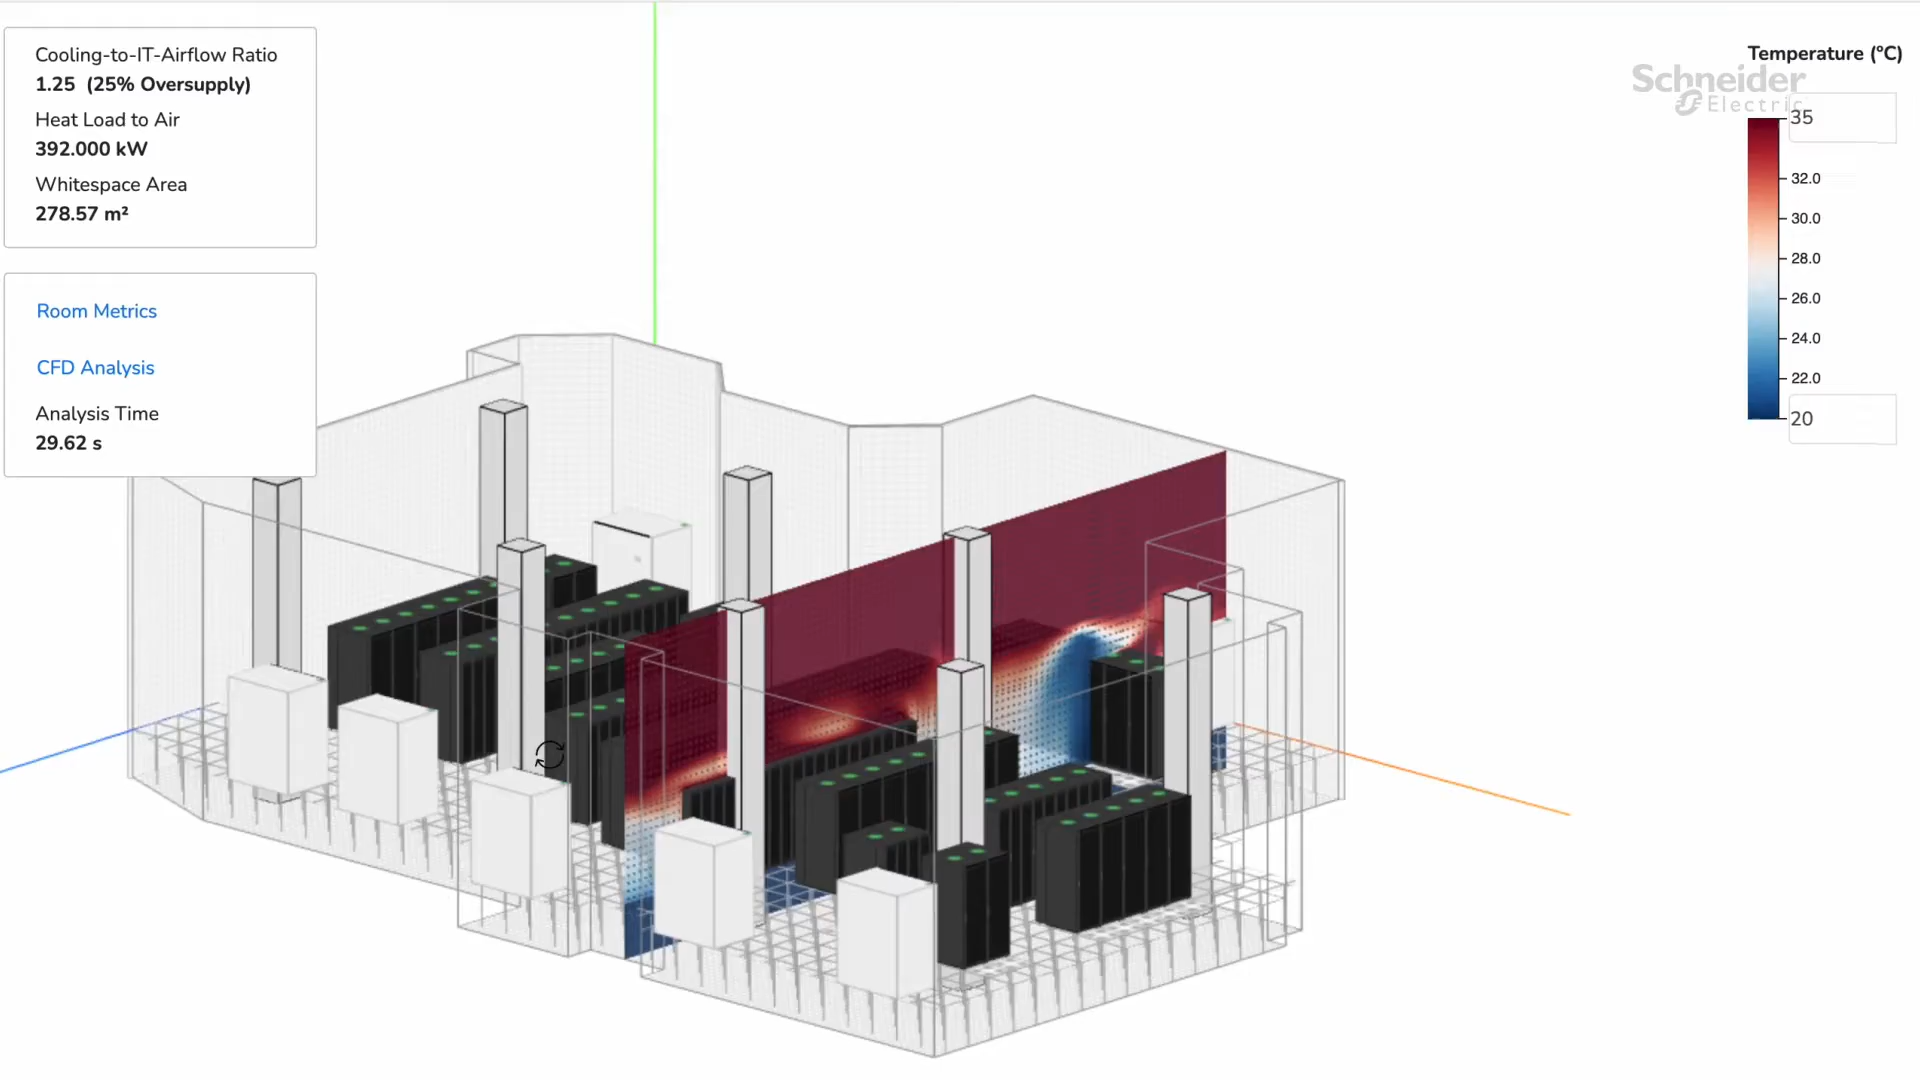 Cooling-to-IT-Airflow Ratio
1.25 (25% Oversupply)
Heat Load to Air
392.000 kW
Whitespace Area
278.57 m²
Room Metrics
CFD Analysis
Analysis Time
29.62 s
Temperature (ºC)
Schneider
Electric
35
32.0
30.0
28.0
26.0
24.0
22.0
20